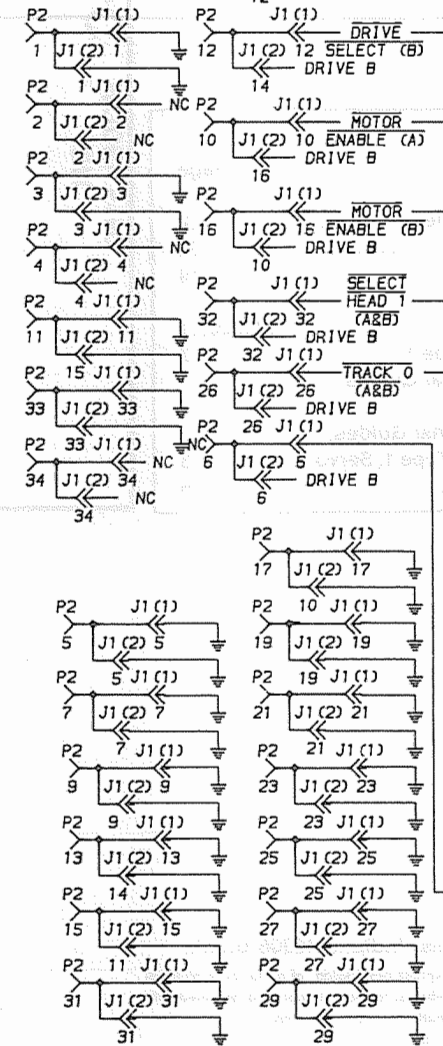 12
P2 J1(1)
1 J1(2) 1
1 J1(1)
P2
2 J1(2) 2 NC
2 J1(1) NC
P2
3 J1(2) 3
3 J1(1)
P2
4 J1(2) 4 NC
4 J1(1) NC
P2
11 J1(2) 11
15 J1(1)
P2
33 J1(2) 33
33 J1(1)
P2
34 J1(2) 34 NC
NC
34
P2 J1(1) DRIVE
12 J1(2) 12 SELECT (B)
DRIVE B
14
P2 J1(1) MOTOR
10 J1(2) 10 ENABLE (A)
DRIVE B
16
P2 J1(1) MOTOR
16 J1(2) 16 ENABLE (B)
DRIVE B
10
P2 J1(1) SELECT
HEAD 1
32 J1(2) 32 (A&B)
DRIVE B
32 J1(1)
P2 TRACK 0
26 J1(2) 26 (A&B)
DRIVE B
26 J1(1)
NC P2
6 J1(2) 6
DRIVE B
6
P2 J1(1)
5 J1(2) 5
5 J1(1)
P2
7 J1(2) 7
7 J1(1)
P2
9 J1(2) 9
9 J1(1)
P2
13 J1(2) 13
14 J1(1)
P2
15 J1(2) 15
11 J1(1)
P2
31 J1(2) 31
31
P2 J1(1)
17 J1(2) 17
10 J1(1)
P2
19 J1(2) 19
19 J1(1)
P2
21 J1(2) 21
21 J1(1)
P2
23 J1(2) 23
23 J1(1)
P2
25 J1(2) 25
25 J1(1)
P2
27 J1(2) 27
27 J1(1)
P2
29 J1(2) 29
29